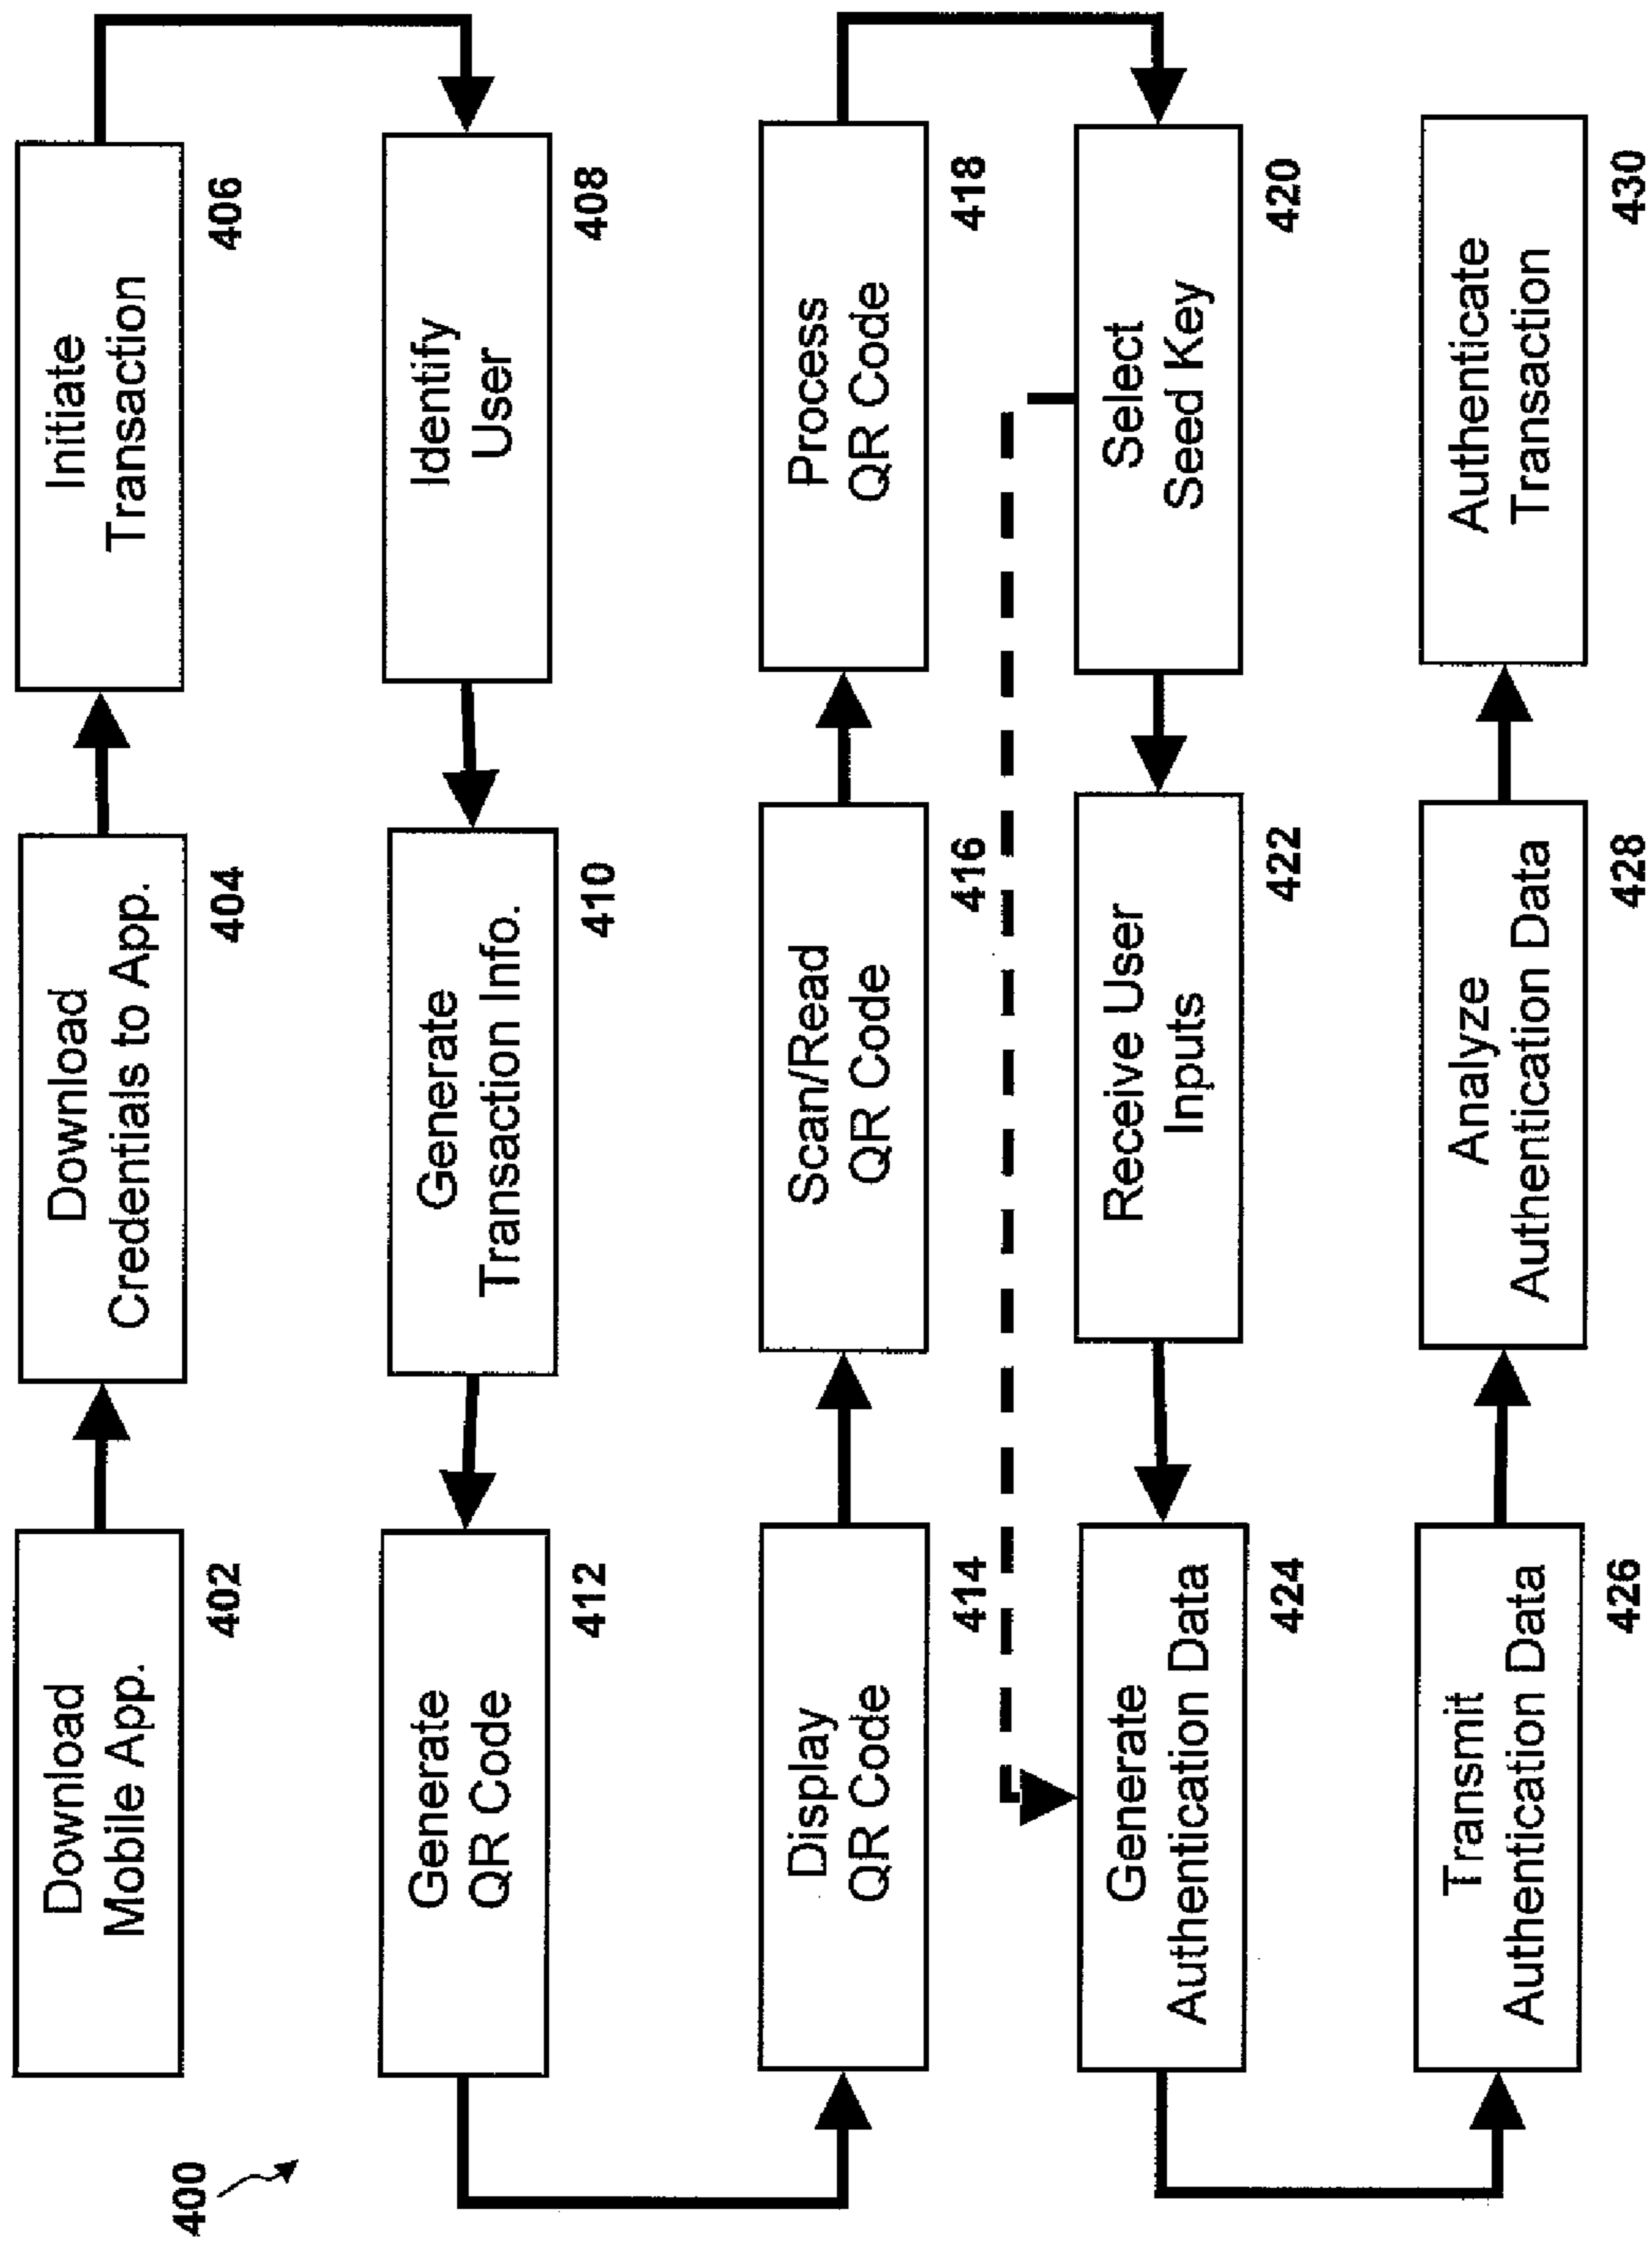 400
Download
Mobile App.
402
Download
Credentials to App.
404
Initiate
Transaction
406
Identify
User
408
Generate
Transaction Info.
410
Generate
QR Code
412
Display
QR Code
414
Scan/Read
QR Code
416
Process
QR Code
418
Select
Seed Key
420
Receive User
Inputs
422
Generate
Authentication Data
424
Transmit
Authentication Data
426
Analyze
Authentication Data
428
Authenticate
Transaction
430